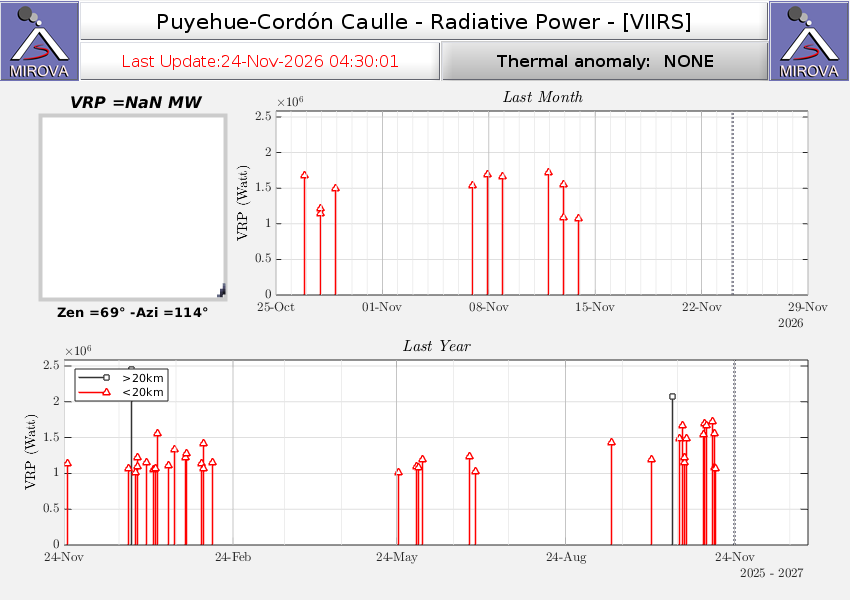 Puyehue-Cordón Caulle - Radiative Power - [VIIRS]
MIROVA
Last Update:24-Nov-2026 04:30:01
Thermal anomaly: NONE
MIROVA
VRP =NaN MW
Zen =69° -Azi =114°
Last Month
×10⁶
VRP (Watt)
2.5
2
1.5
1
0.5
0
25-Oct 01-Nov 08-Nov 15-Nov 22-Nov 29-Nov
2026
Last Year
×10⁶
VRP (Watt)
2.5
2
1.5
1
0.5
0
>20km
<20km
24-Nov 24-Feb 24-May 24-Aug 24-Nov
2025 - 2027